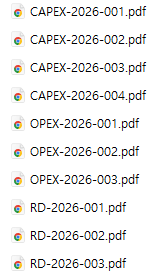 CAPEX-2026-001.pdf
CAPEX-2026-002.pdf
CAPEX-2026-003.pdf
CAPEX-2026-004.pdf
OPEX-2026-001.pdf
OPEX-2026-002.pdf
OPEX-2026-003.pdf
RD-2026-001.pdf
RD-2026-002.pdf
RD-2026-003.pdf